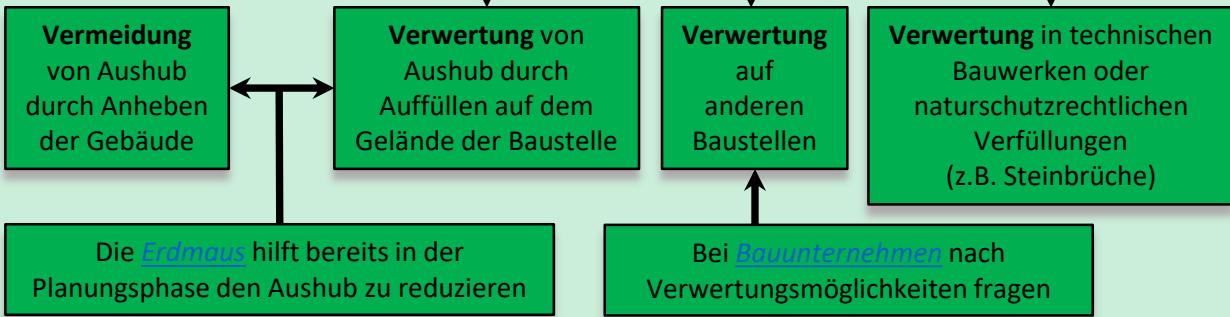 Vermeidung
von Aushub
durch Anheben
der Gebäude
Verwertung von
Aushub durch
Auffüllen auf dem
Gelände der Baustelle
Verwertung
auf
anderen
Baustellen
Verwertung in technischen
Bauwerken oder
naturschutzrechtlichen
Verfüllungen
(z.B. Steinbrüche)
Die Erdmaus hilft bereits in der
Planungsphase den Aushub zu reduzieren
Bei Bauunternehmen nach
Verwertungsmöglichkeiten fragen